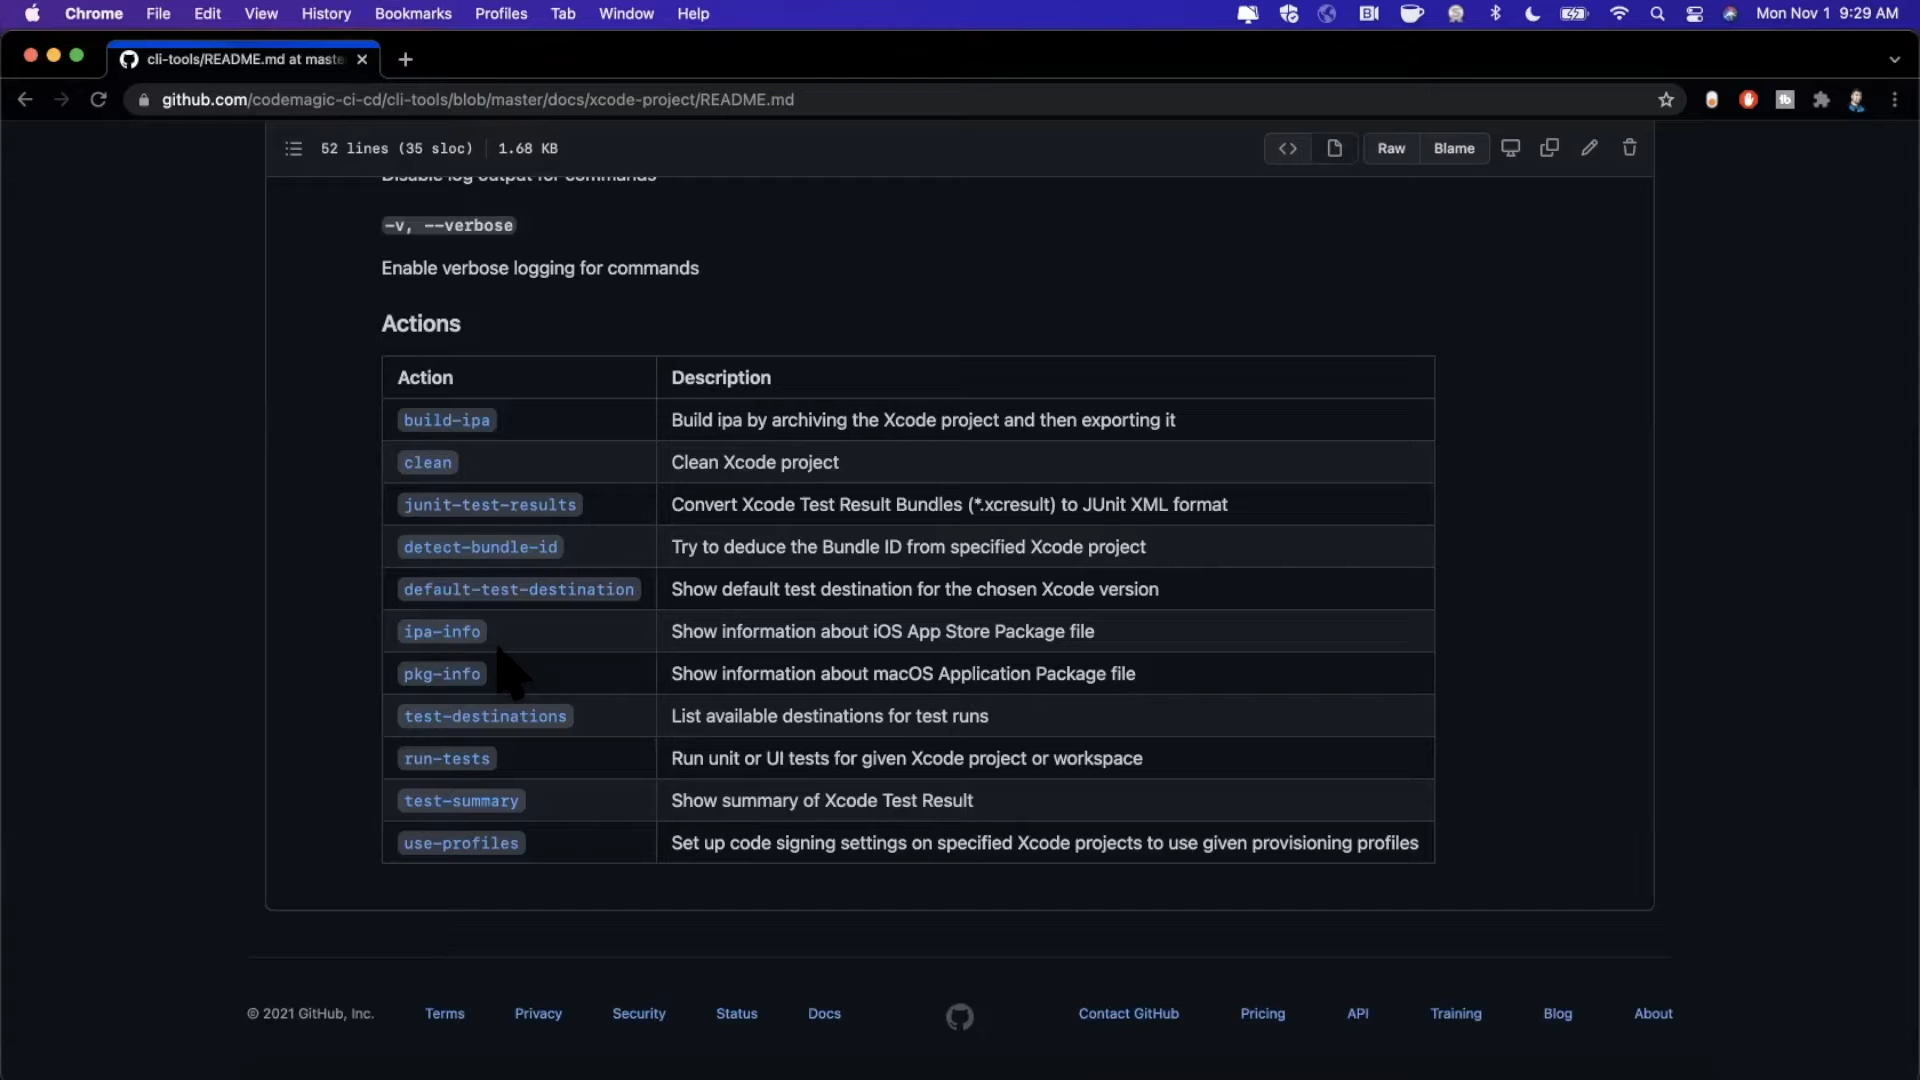 Chrome File Edit View History Bookmarks Profiles Tab Window Help Mon Nov 1 9:29 AM
cli-tools/README.md at maste
github.com/codemagic-ci-cd/cli-tools/blob/master/docs/xcode-project/README.md
52 lines (35 sloc) 1.68 KB Raw Blame
Disable log output for commands
-v, --verbose
Enable verbose logging for commands
Actions
Action Description
build-ipa Build ipa by archiving the Xcode project and then exporting it
clean Clean Xcode project
junit-test-results Convert Xcode Test Result Bundles (*.xcresult) to JUnit XML format
detect-bundle-id Try to deduce the Bundle ID from specified Xcode project
default-test-destination Show default test destination for the chosen Xcode version
ipa-info Show information about iOS App Store Package file
pkg-info Show information about macOS Application Package file
test-destinations List available destinations for test runs
run-tests Run unit or UI tests for given Xcode project or workspace
test-summary Show summary of Xcode Test Result
use-profiles Set up code signing settings on specified Xcode projects to use given provisioning profiles
© 2021 GitHub, Inc. Terms Privacy Security Status Docs Contact GitHub Pricing API Training Blog About